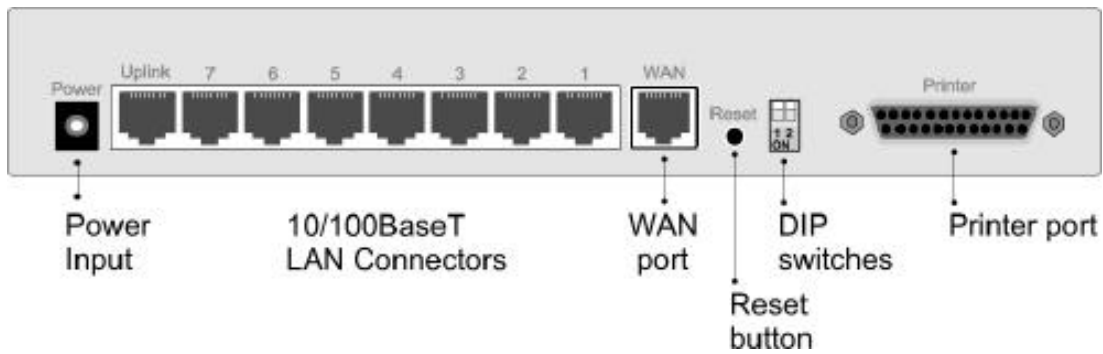 Power
Uplink 7 6 5 4 3 2 1
WAN
Reset
1 2
ON
Printer
Power
Input
10/100BaseT
LAN Connectors
WAN
port
Reset
button
DIP
switches
Printer port